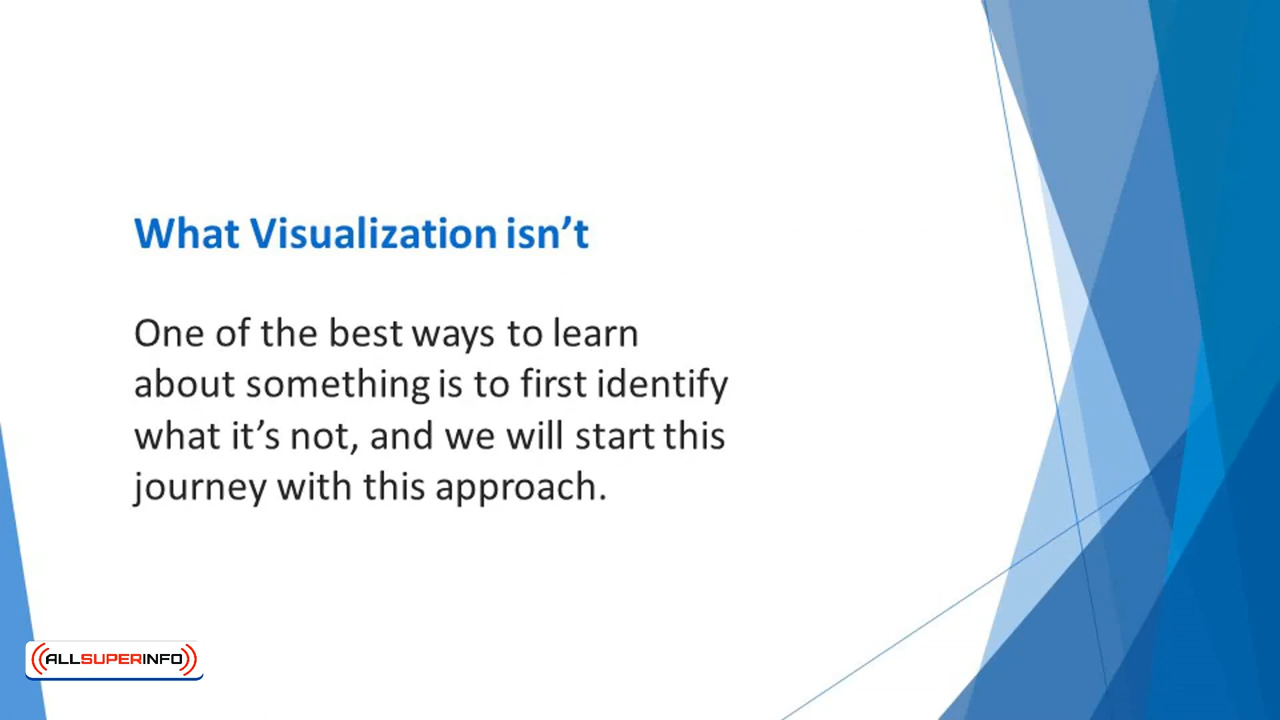 What Visualization isn’t
One of the best ways to learn
about something is to first identify
what it’s not, and we will start this
journey with this approach.
ALLSUPERINFO